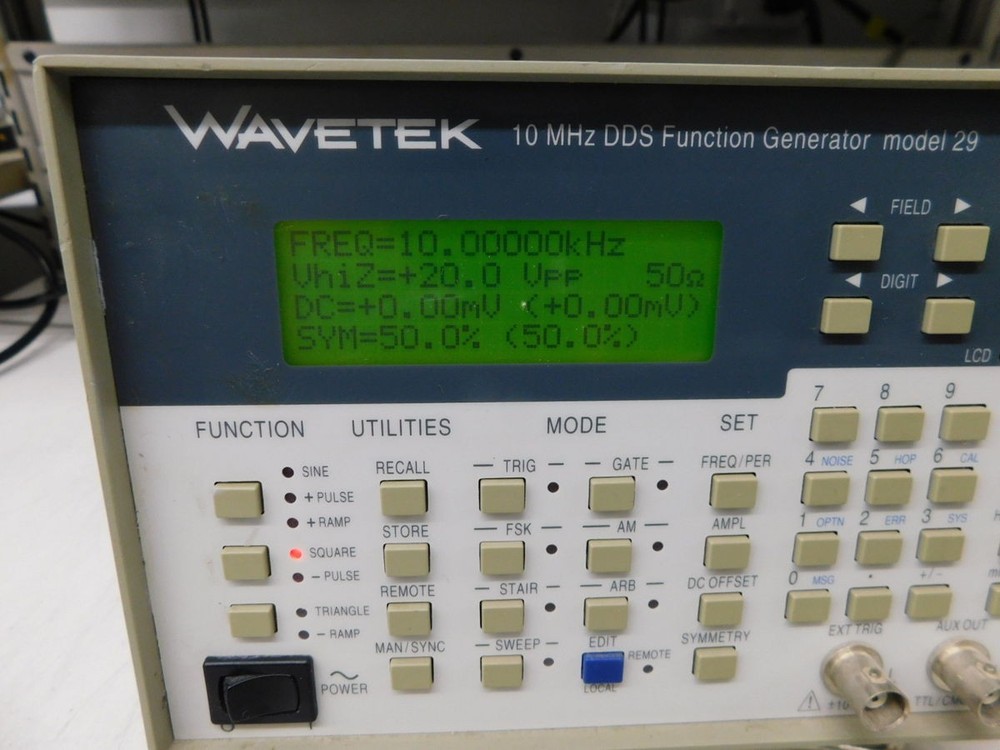 WAVETEK 10 MHz DDS Function Generator model 29
◀ FIELD ▶
FREQ=10.00000kHz
VhiZ=+20.0 Vpp 50Ω
DC=+0.00mV (+0.00mV)
SYM=50.0% (50.0%)
◀ DIGIT ▶
LCD
FUNCTION UTILITIES MODE SET
7 8 9
SINE RECALL TRIG GATE FREQ/PER
4 NOISE 5 HOP 6 CAL
+ PULSE
+ RAMP
STORE FSK AM AMPL
1 OPTN 2 ERR 3 SYS
SQUARE
− PULSE
REMOTE STAIR ARB DC OFFSET
0 MSG . +/−
TRIANGLE
− RAMP
MAN/SYNC SWEEP EDIT REMOTE SYMMETRY
EXT TRIG AUX OUT
POWER LOCAL